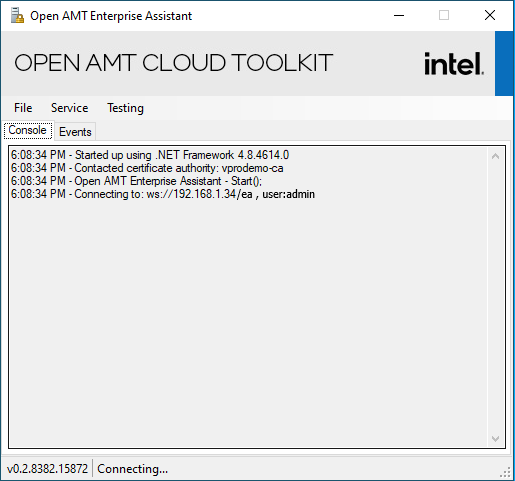 Open AMT Enterprise Assistant
OPEN AMT CLOUD TOOLKIT
intel.
File Service Testing
Console Events
6:08:34 PM - Started up using .NET Framework 4.8.4614.0
6:08:34 PM - Contacted certificate authority: vprodemo-ca
6:08:34 PM - Open AMT Enterprise Assistant - Start();
6:08:34 PM - Connecting to: ws://192.168.1.34/ea , user:admin
v0.2.8382.15872 Connecting...